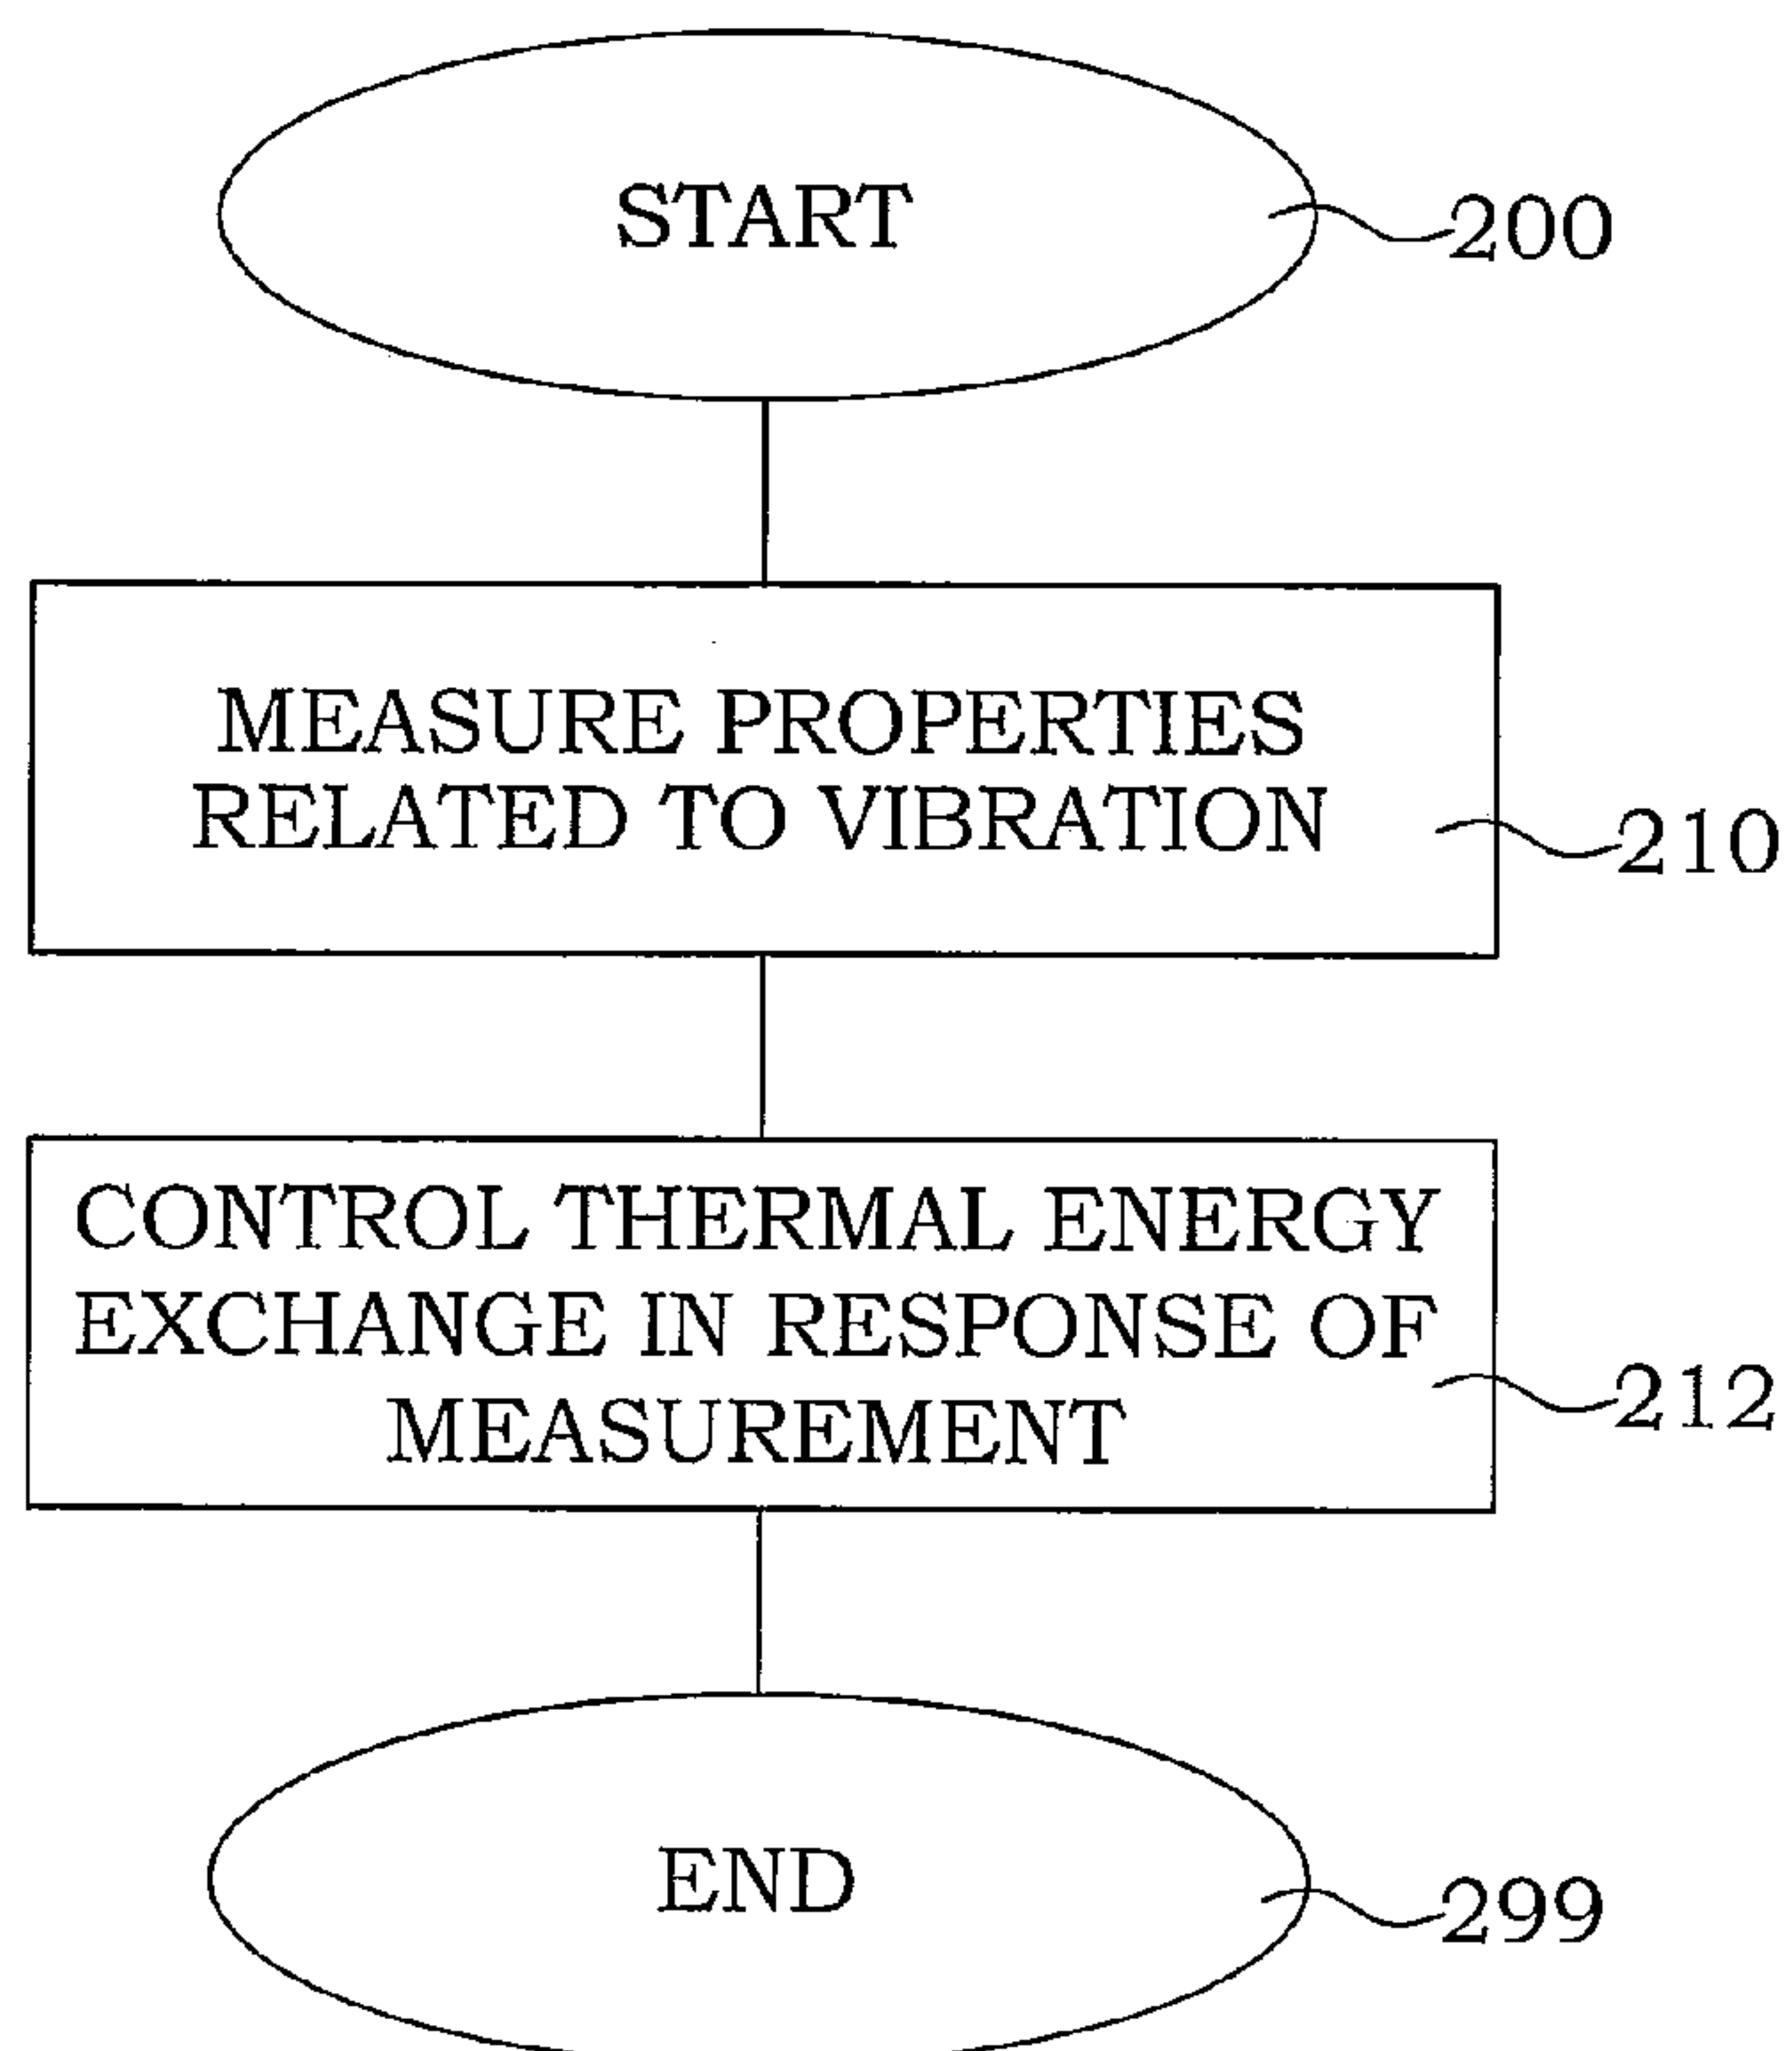 START
200
MEASURE PROPERTIES
RELATED TO VIBRATION
210
CONTROL THERMAL ENERGY
EXCHANGE IN RESPONSE OF
MEASUREMENT
212
END
299